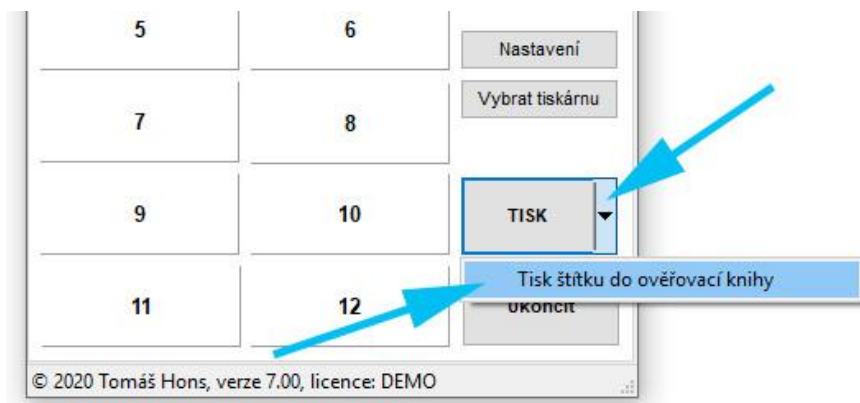 5 6
Nastavení
Vybrat tiskárnu
7 8
9 10 TISK
Tisk štítku do ověřovací knihy
11 12 Ukončit
© 2020 Tomáš Hons, verze 7.00, licence: DEMO